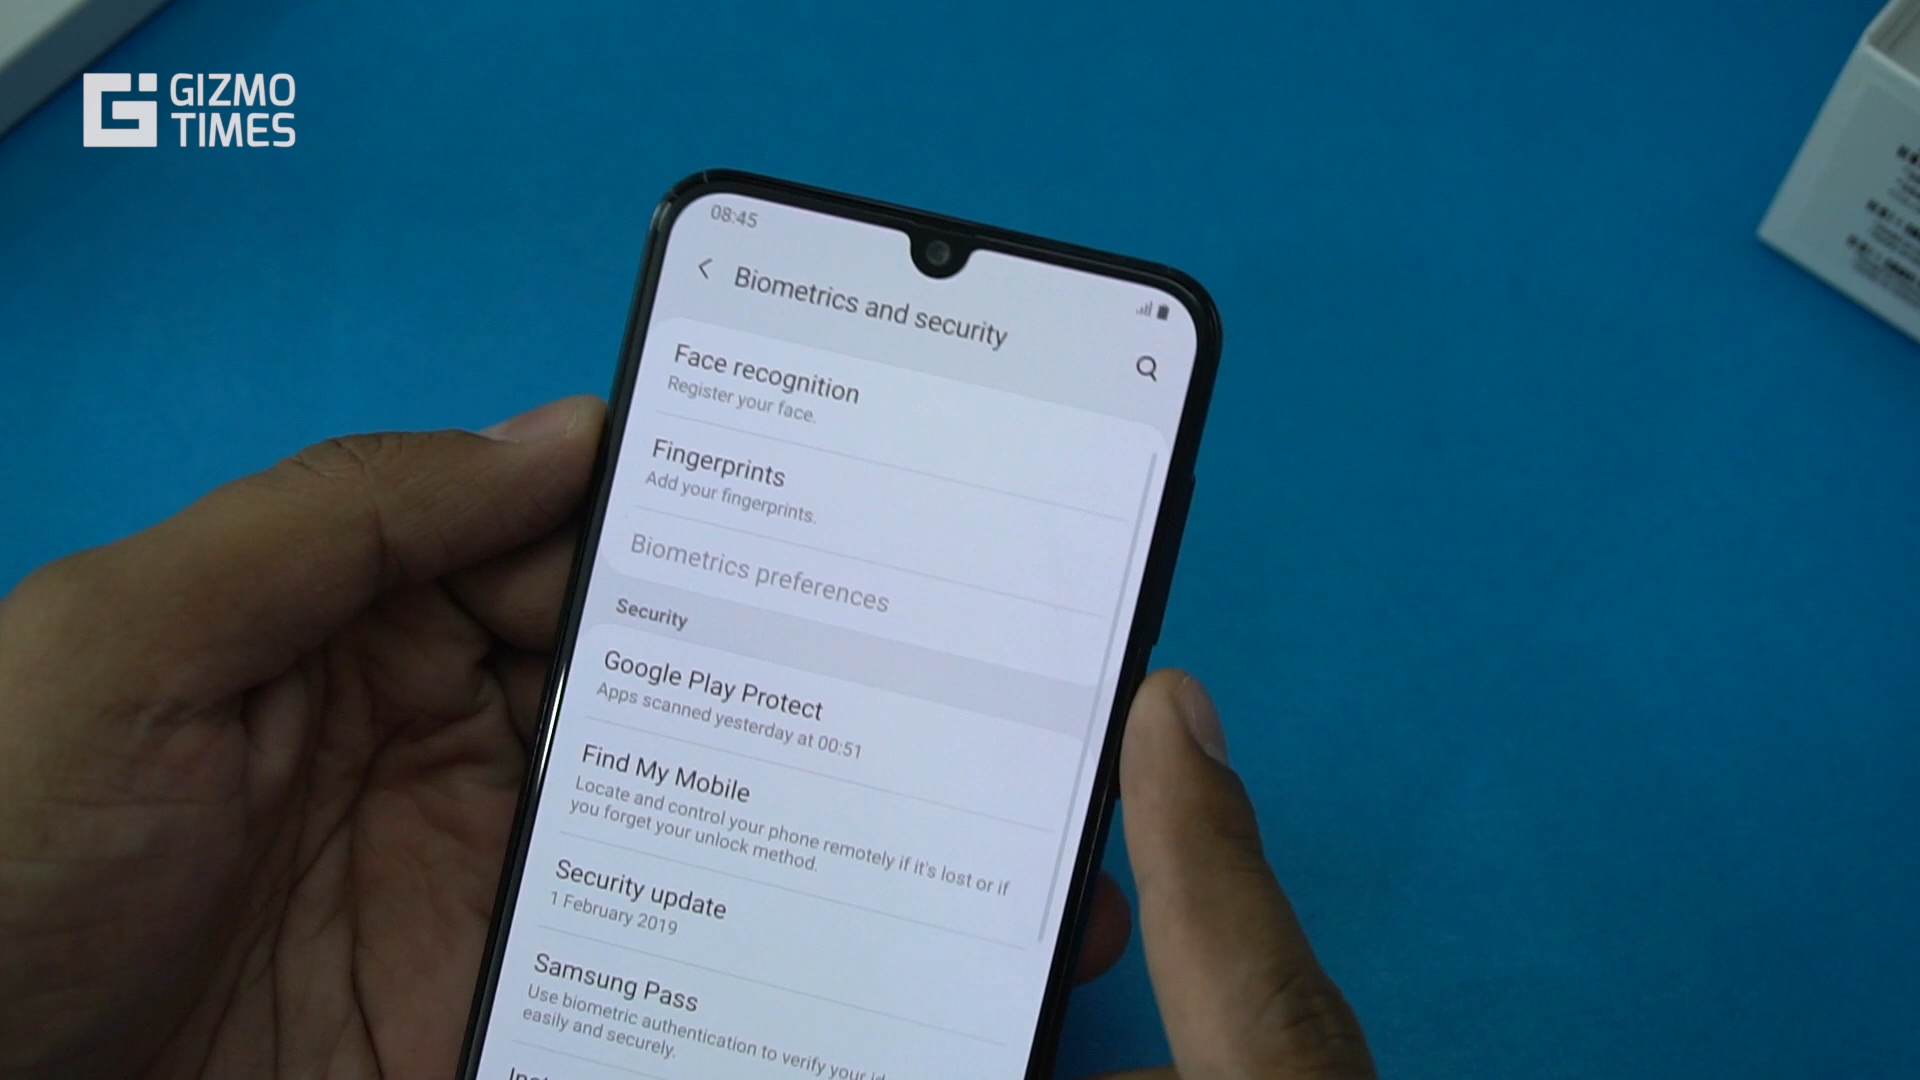 GIZMO
TIMES
08:45
Biometrics and security
Face recognition
Register your face.
Fingerprints
Add your fingerprints.
Biometrics preferences
Security
Google Play Protect
Apps scanned yesterday at 00:51
Find My Mobile
Locate and control your phone remotely if it's lost or if
you forget your unlock method.
Security update
1 February 2019
Samsung Pass
Use biometric authentication to verify your
easily and securely.